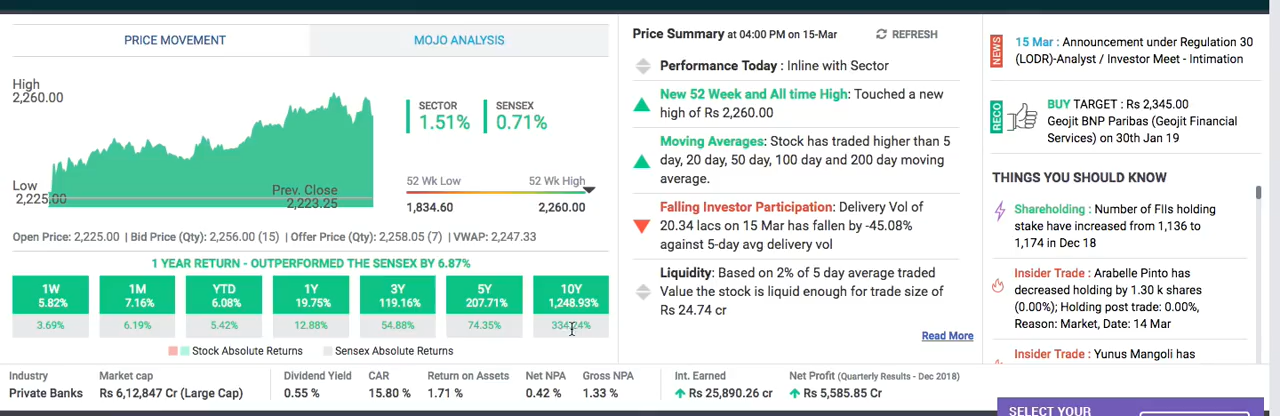 PRICE MOVEMENT
MOJO ANALYSIS
High
2,260.00
Low
2,225.00
Prev. Close
2,223.25
SECTOR
1.51%
SENSEX
0.71%
52 Wk Low
52 Wk High
1,834.60
2,260.00
Open Price: 2,225.00 | Bid Price (Qty): 2,256.00 (15) | Offer Price (Qty): 2,258.05 (7) | VWAP: 2,247.33
1 YEAR RETURN - OUTPERFORMED THE SENSEX BY 6.87%
1W 1M YTD 1Y 3Y 5Y 10Y
5.82% 7.16% 6.08% 19.75% 119.16% 207.71% 1,248.93%
3.69% 6.19% 5.42% 12.88% 54.88% 74.35% 334.24%
Stock Absolute Returns
Sensex Absolute Returns
Price Summary at 04:00 PM on 15-Mar
REFRESH
Performance Today : Inline with Sector
New 52 Week and All time High: Touched a new
high of Rs 2,260.00
Moving Averages: Stock has traded higher than 5
day, 20 day, 50 day, 100 day and 200 day moving
average.
Falling Investor Participation: Delivery Vol of
20.34 lacs on 15 Mar has fallen by -45.08%
against 5-day avg delivery vol
Liquidity: Based on 2% of 5 day average traded
Value the stock is liquid enough for trade size of
Rs 24.74 cr
Read More
NEWS
15 Mar : Announcement under Regulation 30
(LODR)-Analyst / Investor Meet - Intimation
RECO
BUY TARGET : Rs 2,345.00
Geojit BNP Paribas (Geojit Financial
Services) on 30th Jan 19
THINGS YOU SHOULD KNOW
Shareholding : Number of FIIs holding
stake have increased from 1,136 to
1,174 in Dec 18
Insider Trade : Arabelle Pinto has
decreased holding by 1.30 k shares
(0.00%); Holding post trade: 0.00%,
Reason: Market, Date: 14 Mar
Insider Trade : Yunus Mangoli has
Industry
Private Banks
Market cap
Rs 6,12,847 Cr (Large Cap)
Dividend Yield
0.55 %
CAR
15.80 %
Return on Assets
1.71 %
Net NPA
0.42 %
Gross NPA
1.33 %
Int. Earned
Rs 25,890.26 cr
Net Profit (Quarterly Results - Dec 2018)
Rs 5,585.85 Cr
SELECT YOUR